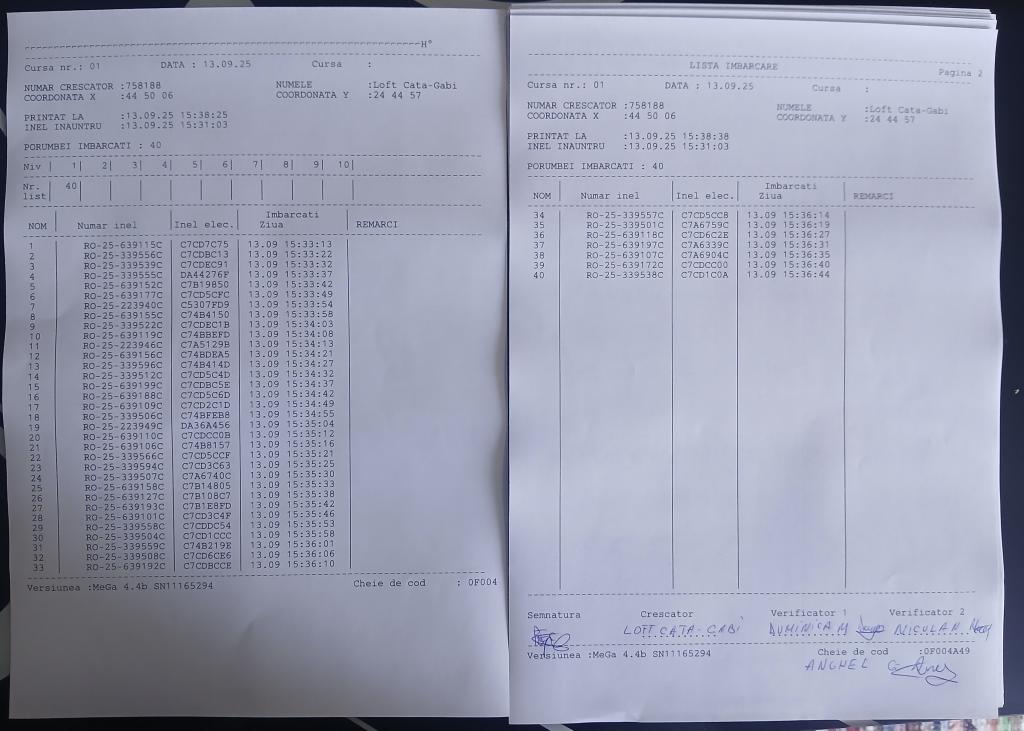 Cursa nr.: 01 DATA : 13.09.25 Cursa :
NUMAR CRESCATOR :758188 NUMELE :Loft Cata-Gabi
COORDONATA X :44 50 06 COORDONATA Y :24 44 57
PRINTAT LA :13.09.25 15:38:25
INEL INAUNTRU :13.09.25 15:31:03
PORUMBEI IMBARCATI : 40
Niv | 1| 2| 3| 4| 5| 6| 7| 8| 9| 10|
Nr. list | 40| | | | | | | | | |
NOM | Numar inel | Inel elec. | Imbarcati Ziua | REMARCI
1 RO-25-639115C C7CD7C75 13.09 15:33:13
2 RO-25-339556C C7CDBC13 13.09 15:33:22
3 RO-25-339539C C7CDEC91 13.09 15:33:32
4 RO-25-339555C DA44276F 13.09 15:33:37
5 RO-25-639152C C7B19850 13.09 15:33:42
6 RO-25-639177C C7CD5CFC 13.09 15:33:49
7 RO-25-223940C C5307FD9 13.09 15:33:54
8 RO-25-639155C C74B4150 13.09 15:33:58
9 RO-25-339522C C7CDEC1B 13.09 15:34:03
10 RO-25-639119C C74BBEFD 13.09 15:34:08
11 RO-25-223946C C7A5129B 13.09 15:34:13
12 RO-25-639156C C74BDEA5 13.09 15:34:21
13 RO-25-339596C C74B414D 13.09 15:34:27
14 RO-25-339512C C7CD5C4D 13.09 15:34:32
15 RO-25-639199C C7CDBC5E 13.09 15:34:37
16 RO-25-639188C C7CD5C6D 13.09 15:34:42
17 RO-25-639109C C7CD2C1D 13.09 15:34:49
18 RO-25-339506C C74BFEB8 13.09 15:34:55
19 RO-25-223949C DA36A456 13.09 15:35:04
20 RO-25-639110C C7CDCC0B 13.09 15:35:12
21 RO-25-639106C C74B8157 13.09 15:35:16
22 RO-25-339566C C7CD5CCF 13.09 15:35:21
23 RO-25-339594C C7CD3C63 13.09 15:35:25
24 RO-25-339507C C7A6740C 13.09 15:35:30
25 RO-25-639158C C7B14805 13.09 15:35:33
26 RO-25-639127C C7B108C7 13.09 15:35:38
27 RO-25-639193C C7B1E8FD 13.09 15:35:42
28 RO-25-639101C C7CD3C4F 13.09 15:35:46
29 RO-25-339558C C7CDDC54 13.09 15:35:53
30 RO-25-339504C C7CD1CCC 13.09 15:35:58
31 RO-25-339559C C74B219E 13.09 15:36:01
32 RO-25-339508C C7CD6CE6 13.09 15:36:06
33 RO-25-639192C C7CDBCCE 13.09 15:36:10
Versiunea :MeGa 4.4b SN11165294 Cheie de cod : 0F004
LISTA IMBARCARE
Pagina 2
Cursa nr.: 01 DATA : 13.09.25 Cursa :
NUMAR CRESCATOR :758188 NUMELE :Loft Cata-Gabi
COORDONATA X :44 50 06 COORDONATA Y :24 44 57
PRINTAT LA :13.09.25 15:38:38
INEL INAUNTRU :13.09.25 15:31:03
PORUMBEI IMBARCATI : 40
NOM | Numar inel | Inel elec. | Imbarcati Ziua | REMARCI
34 RO-25-339557C C7CD5CC8 13.09 15:36:14
35 RO-25-339501C C7A6759C 13.09 15:36:19
36 RO-25-639118C C7CD6C2E 13.09 15:36:27
37 RO-25-639197C C7A6339C 13.09 15:36:31
38 RO-25-639107C C7A6904C 13.09 15:36:35
39 RO-25-639172C C7CDCC00 13.09 15:36:40
40 RO-25-339538C C7CD1C0A 13.09 15:36:44
Semnatura Crescator Verificator 1 Verificator 2
LOFT CATA-GABI DUMINICA M NICULAN
Versiunea :MeGa 4.4b SN11165294 Cheie de cod :0F004A49
ANGHEL